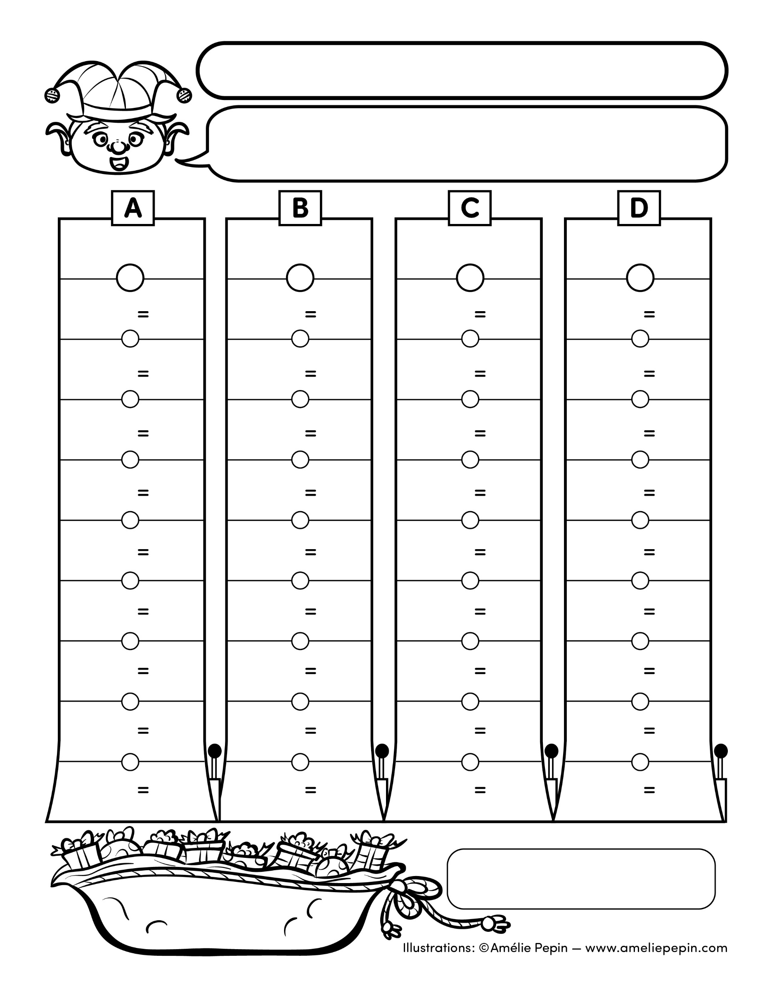 A B C D
= = = =
= = = =
= = = =
= = = =
= = = =
= = = =
= = = =
= = = =
= = = =
Illustrations: ©Amélie Pepin — www.ameliepepin.com